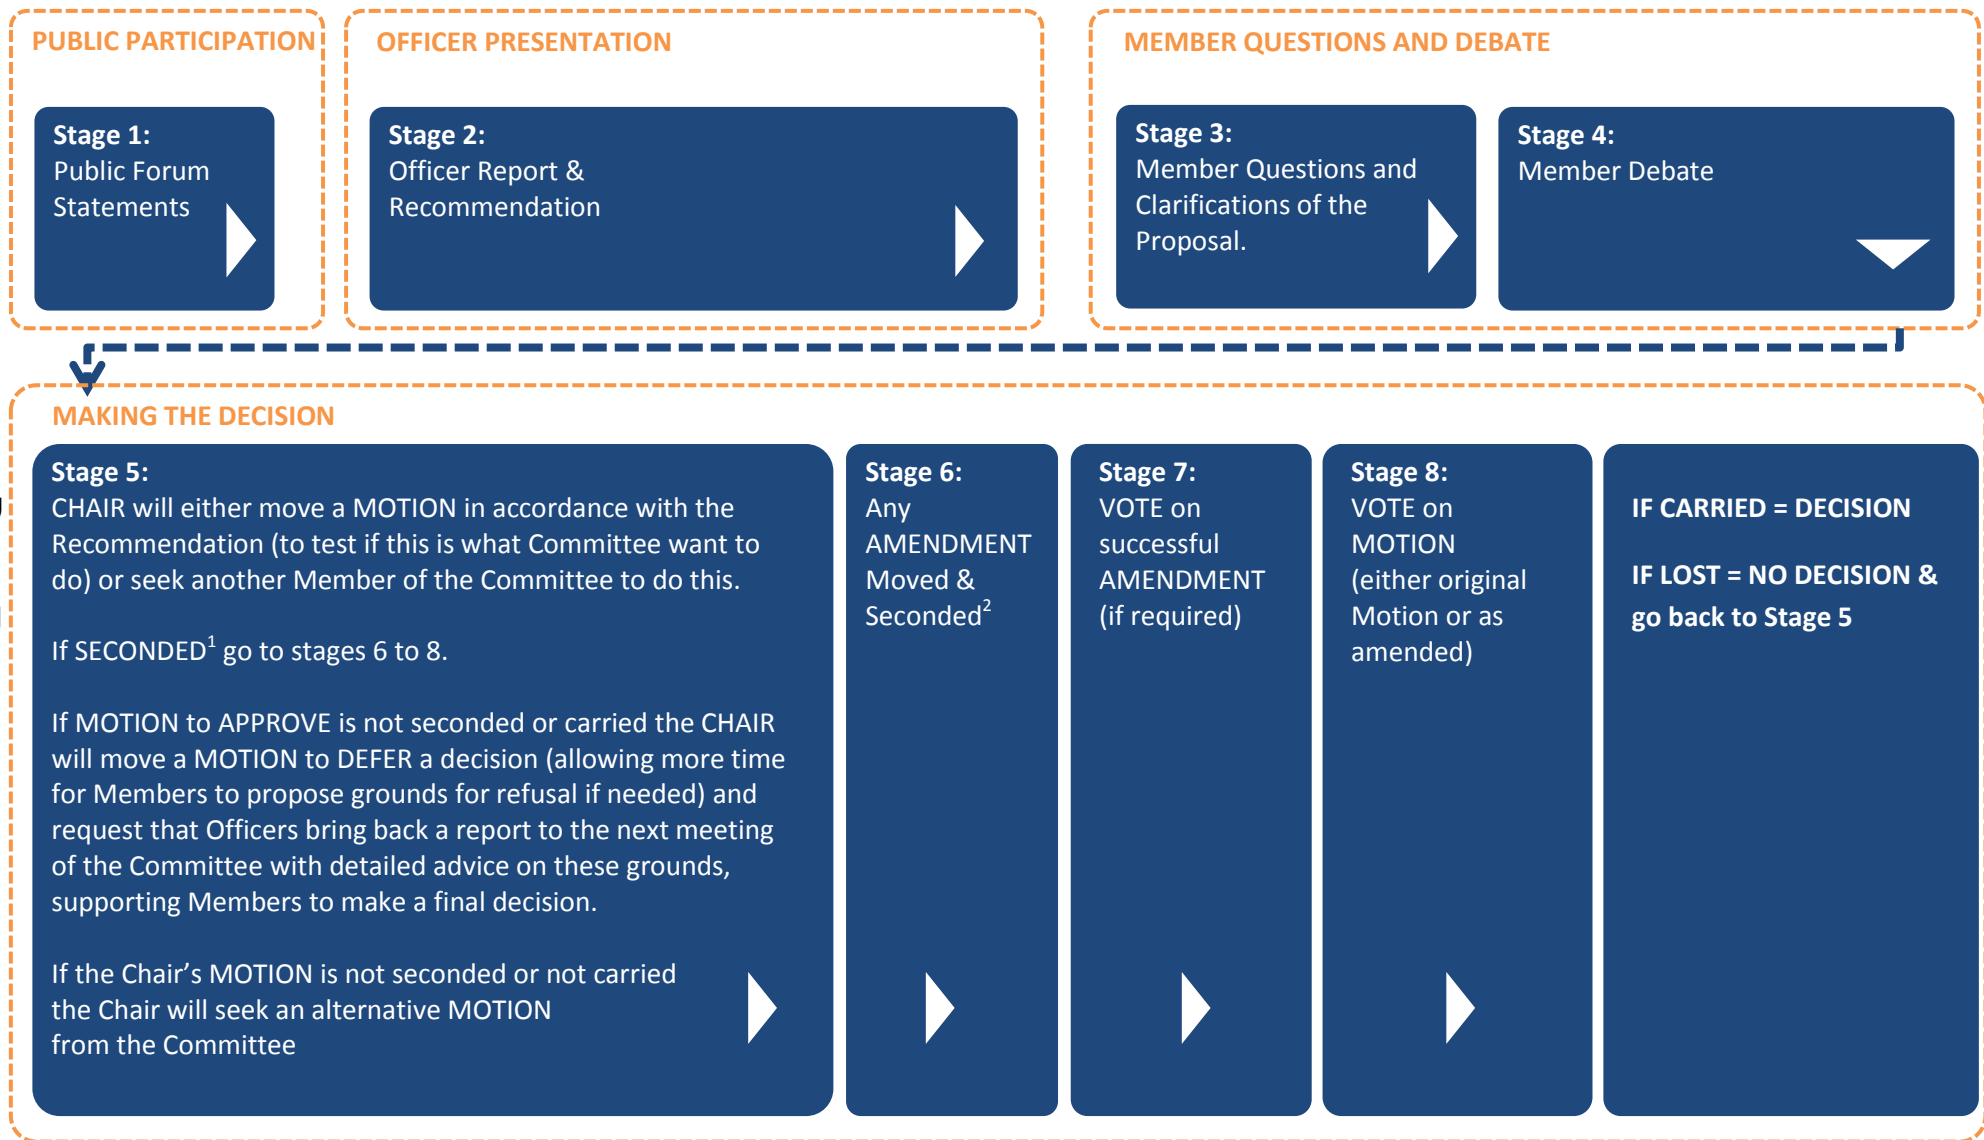 PUBLIC PARTICIPATION
OFFICER PRESENTATION
MEMBER QUESTIONS AND DEBATE
Stage 1:
Public Forum
Statements
Stage 2:
Officer Report &
Recommendation
Stage 3:
Member Questions and
Clarifications of the
Proposal.
Stage 4:
Member Debate
MAKING THE DECISION
Stage 5:
CHAIR will either move a MOTION in accordance with the
Recommendation (to test if this is what Committee want to
do) or seek another Member of the Committee to do this.
If SECONDED¹ go to stages 6 to 8.
If MOTION to APPROVE is not seconded or carried the CHAIR
will move a MOTION to DEFER a decision (allowing more time
for Members to propose grounds for refusal if needed) and
request that Officers bring back a report to the next meeting
of the Committee with detailed advice on these grounds,
supporting Members to make a final decision.
If the Chair’s MOTION is not seconded or not carried
the Chair will seek an alternative MOTION
from the Committee
Stage 6:
Any
AMENDMENT
Moved &
Seconded²
Stage 7:
VOTE on
successful
AMENDMENT
(if required)
Stage 8:
VOTE on
MOTION
(either original
Motion or as
amended)
IF CARRIED = DECISION
IF LOST = NO DECISION &
go back to Stage 5